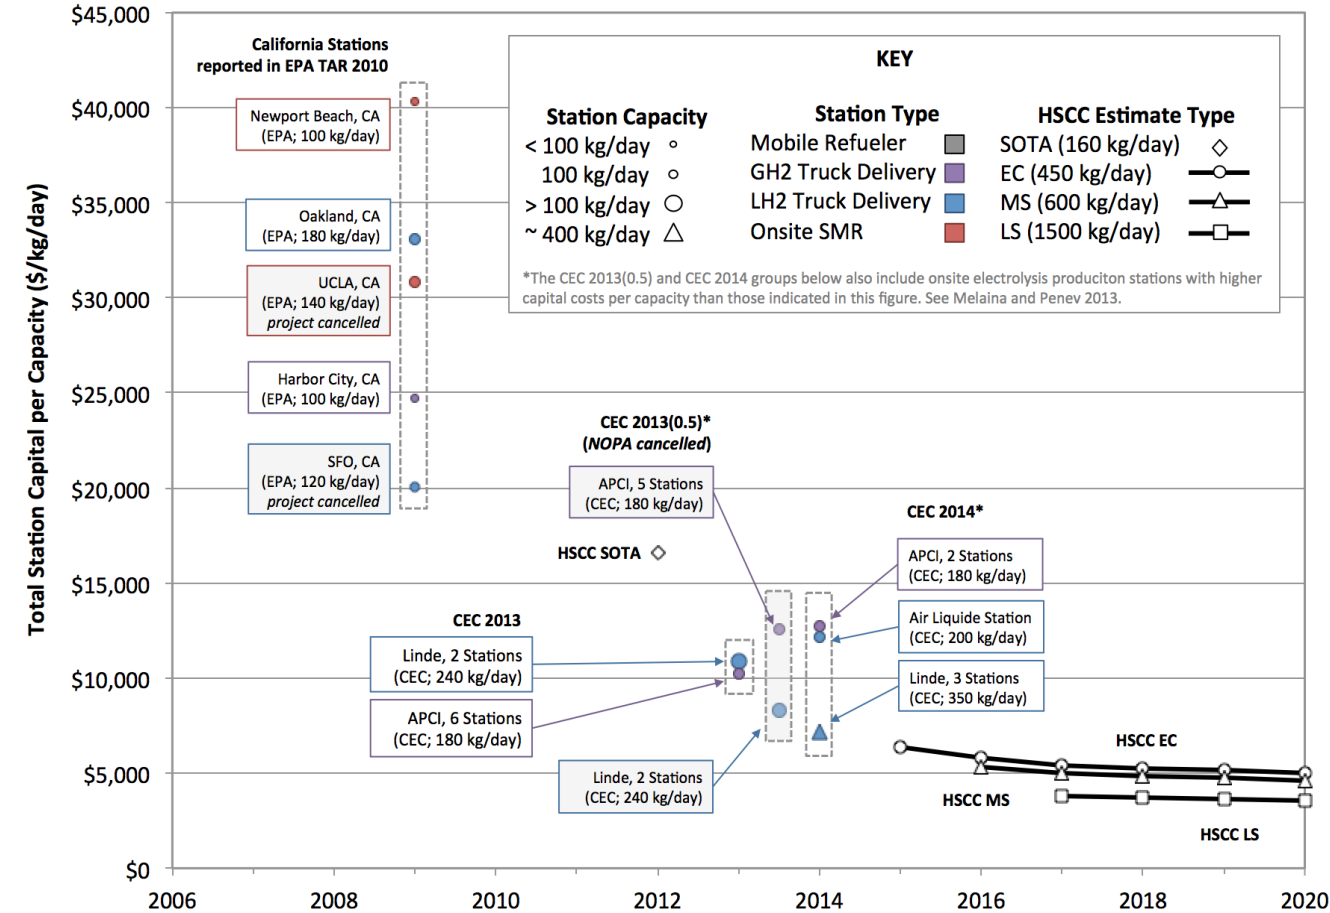 Total Station Capital per Capacity ($/kg/day)
$45,000
$40,000
$35,000
$30,000
$25,000
$20,000
$15,000
$10,000
$5,000
$0
2006
2008
2010
2012
2014
2016
2018
2020
California Stations
reported in EPA TAR 2010
Newport Beach, CA
(EPA; 100 kg/day)
Oakland, CA
(EPA; 180 kg/day)
UCLA, CA
(EPA; 140 kg/day)
project cancelled
Harbor City, CA
(EPA; 100 kg/day)
SFO, CA
(EPA; 120 kg/day)
project cancelled
KEY
Station Capacity
< 100 kg/day
100 kg/day
> 100 kg/day
~ 400 kg/day
Station Type
Mobile Refueler
GH2 Truck Delivery
LH2 Truck Delivery
Onsite SMR
HSCC Estimate Type
SOTA (160 kg/day)
EC (450 kg/day)
MS (600 kg/day)
LS (1500 kg/day)
*The CEC 2013(0.5) and CEC 2014 groups below also include onsite electrolysis produciton stations with higher
capital costs per capacity than those indicated in this figure. See Melaina and Penev 2013.
CEC 2013(0.5)*
(NOPA cancelled)
APCI, 5 Stations
(CEC; 180 kg/day)
HSCC SOTA
CEC 2014*
APCI, 2 Stations
(CEC; 180 kg/day)
Air Liquide Station
(CEC; 200 kg/day)
Linde, 3 Stations
(CEC; 350 kg/day)
CEC 2013
Linde, 2 Stations
(CEC; 240 kg/day)
APCI, 6 Stations
(CEC; 180 kg/day)
Linde, 2 Stations
(CEC; 240 kg/day)
HSCC EC
HSCC MS
HSCC LS